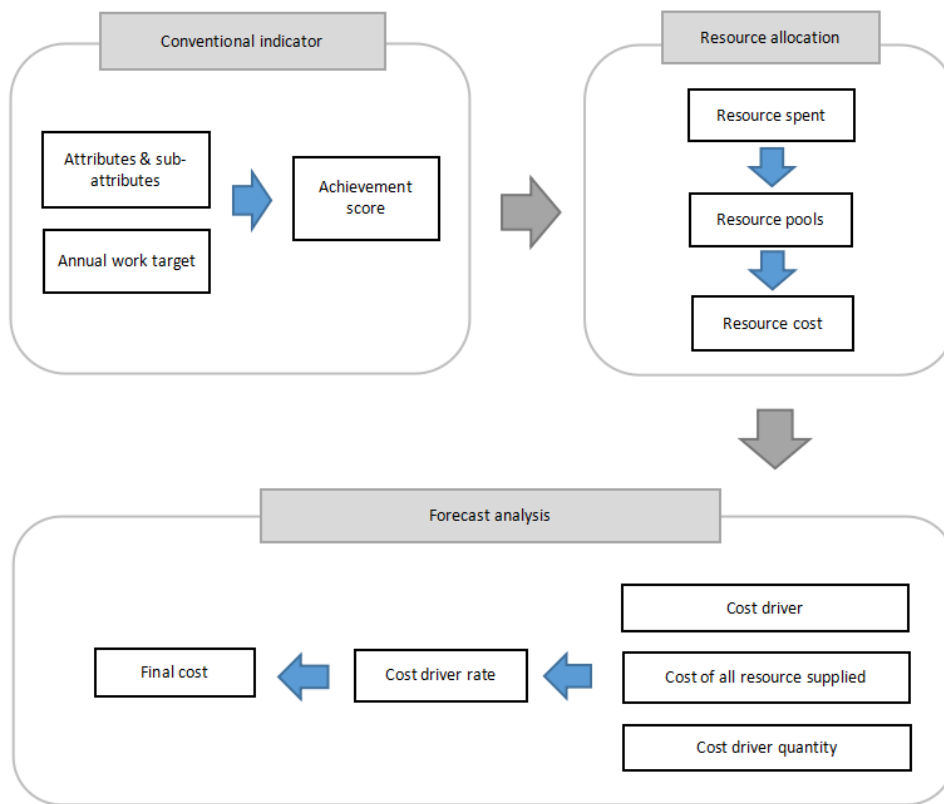 Conventional indicator
Attributes & sub-
attributes
Annual work target
Achievement
score
Resource allocation
Resource spent
Resource pools
Resource cost
Forecast analysis
Cost driver
Cost of all resource supplied
Cost driver quantity
Cost driver rate
Final cost